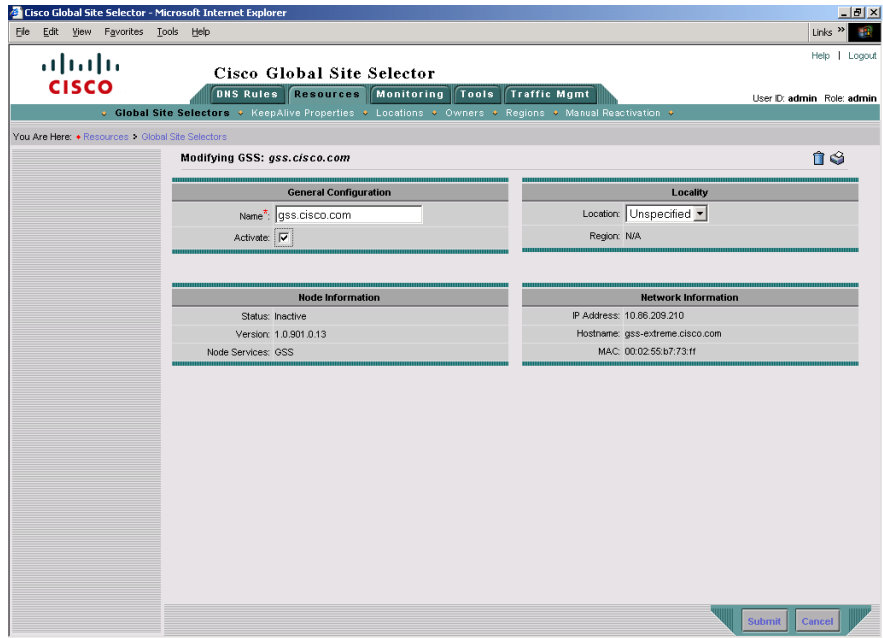 Cisco Global Site Selector - Microsoft Internet Explorer
File Edit View Favorites Tools Help
Links »
Help | Logout
CISCO
Cisco Global Site Selector
DNS Rules Resources Monitoring Tools Traffic Mgmt
User ID: admin Role: admin
Global Site Selectors KeepAlive Properties Locations Owners Regions Manual Reactivation
You Are Here: Resources > Global Site Selectors
Modifying GSS: gss.cisco.com
General Configuration
Name*: gss.cisco.com
Activate:
Locality
Location: Unspecified
Region: N/A
Node Information
Status: Inactive
Version: 1.0.901.0.13
Node Services: GSS
Network Information
IP Address: 10.86.209.210
Hostname: gss-extreme.cisco.com
MAC: 00:02:55:b7:73:ff
Submit Cancel